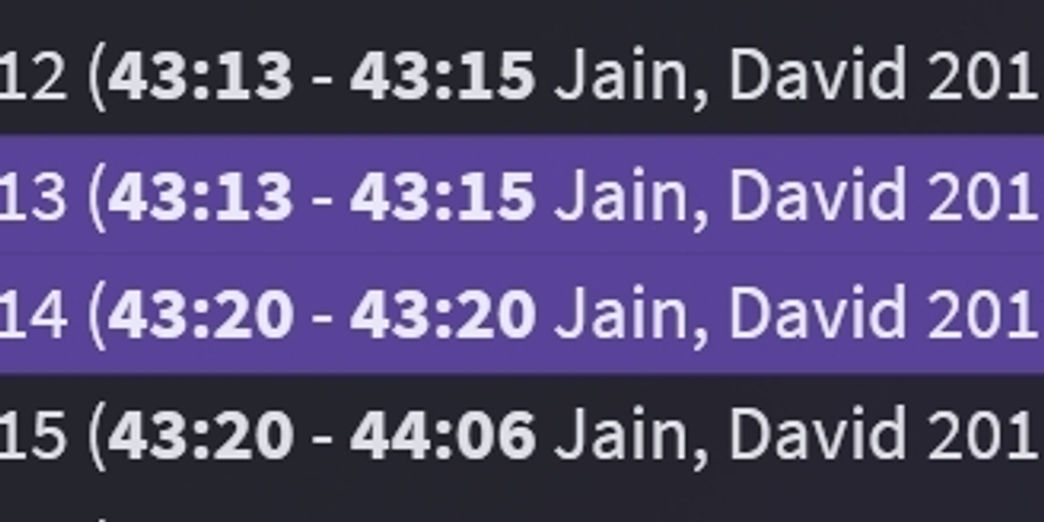 12 (43:13 - 43:15 Jain, David 201
13 (43:13 - 43:15 Jain, David 201
14 (43:20 - 43:20 Jain, David 201
15 (43:20 - 44:06 Jain, David 201